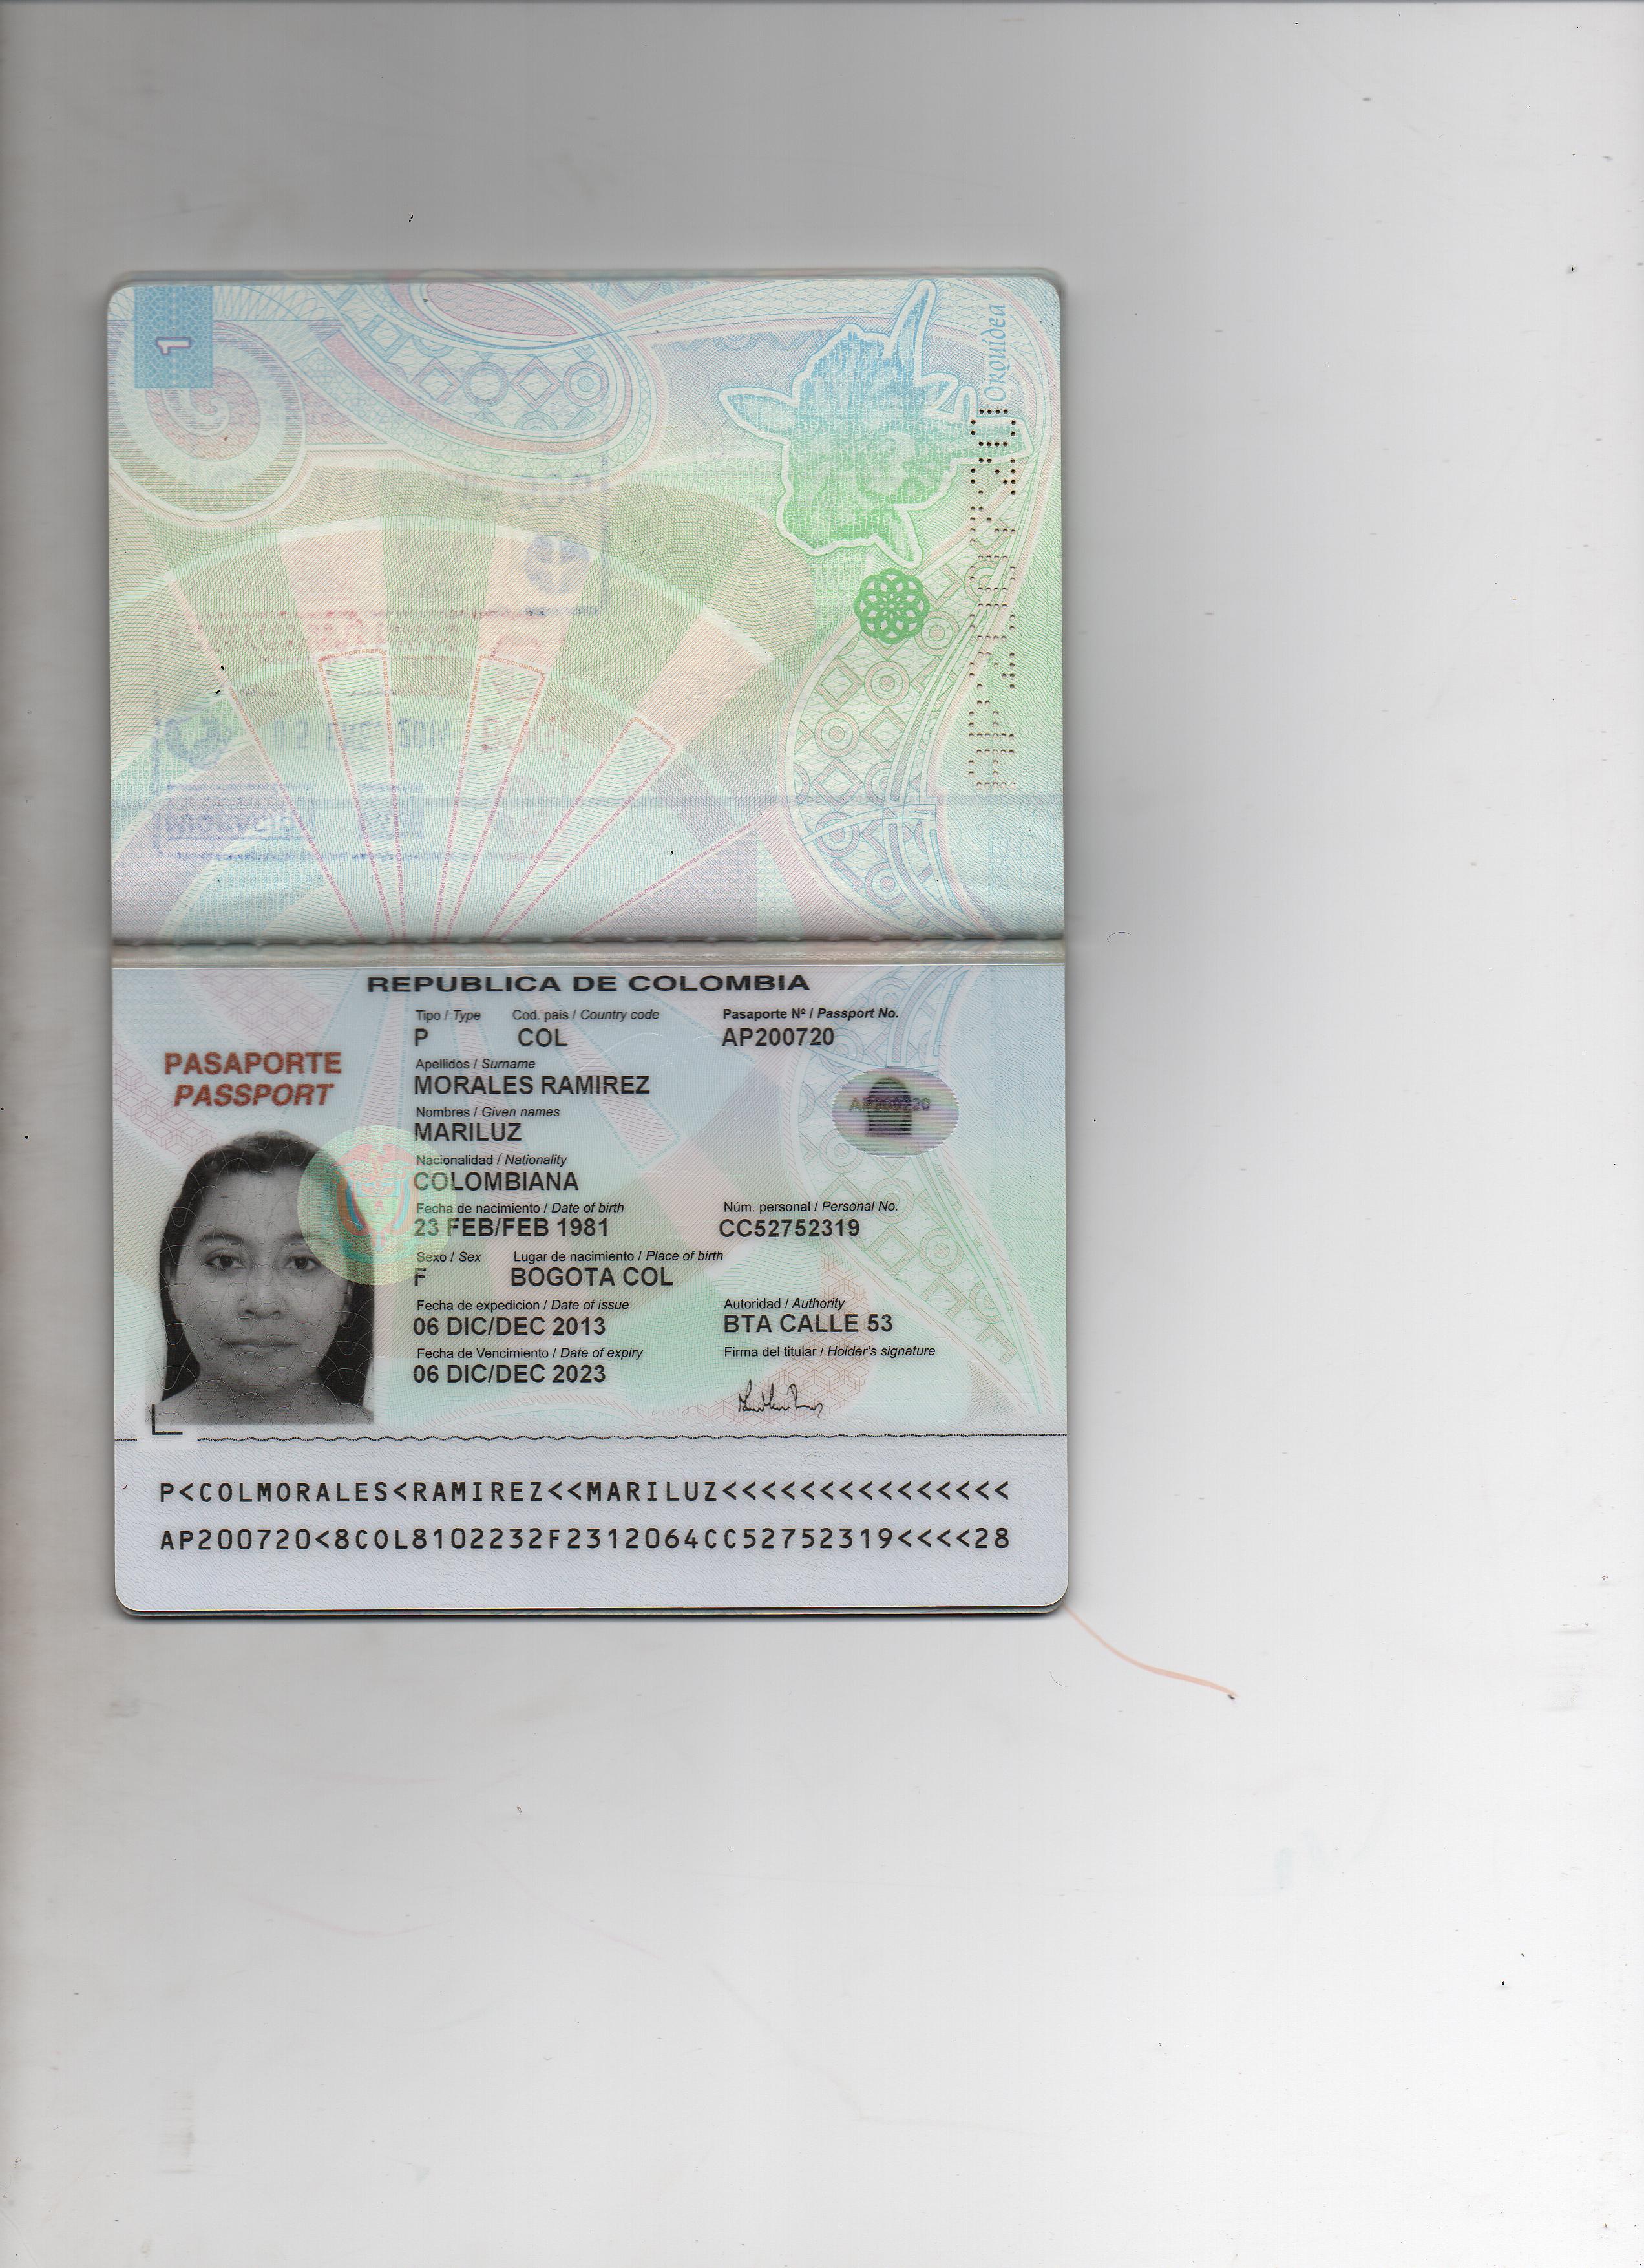 1
Orquídea
REPUBLICA DE COLOMBIA
Tipo / Type Cod. pais / Country code Pasaporte Nº / Passport No.
P COL AP200720
PASAPORTE
PASSPORT
Apellidos / Surname
MORALES RAMIREZ
Nombres / Given names
MARILUZ
AP200720
Nacionalidad / Nationality
COLOMBIANA
Fecha de nacimiento / Date of birth Núm. personal / Personal No.
23 FEB/FEB 1981 CC52752319
Sexo / Sex Lugar de nacimiento / Place of birth
F BOGOTA COL
Fecha de expedicion / Date of issue Autoridad / Authority
06 DIC/DEC 2013 BTA CALLE 53
Fecha de Vencimiento / Date of expiry Firma del titular / Holder's signature
06 DIC/DEC 2023
P<COLMORALES<RAMIREZ<<MARILUZ<<<<<<<<<<<<<<<
AP200720<8COL8102232F2312064CC52752319<<<<28